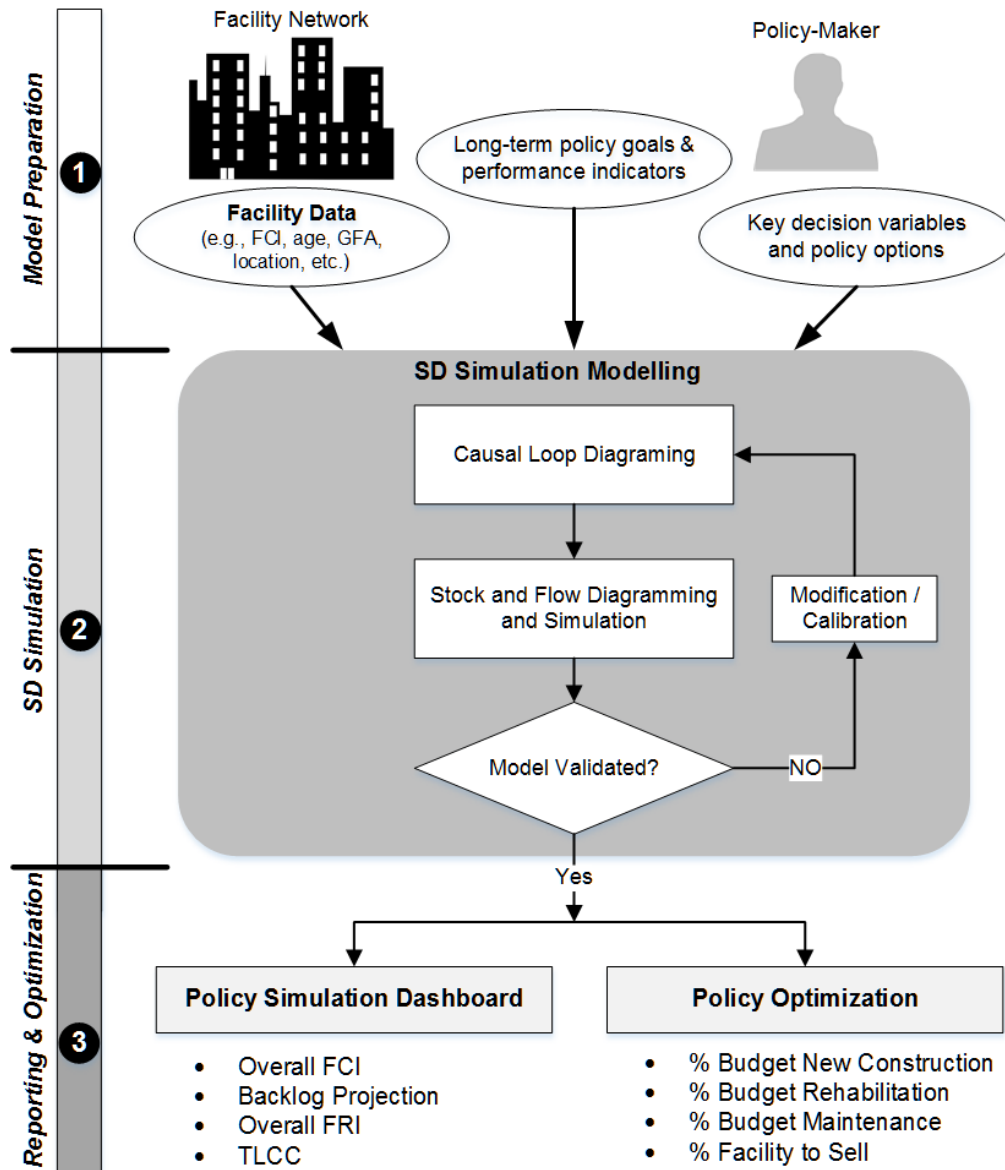 Facility Network
Policy-Maker
Model Preparation
1
Long-term policy goals &
performance indicators
Facility Data
(e.g., FCI, age, GFA,
location, etc.)
Key decision variables
and policy options
SD Simulation
2
SD Simulation Modelling
Causal Loop Diagraming
Stock and Flow Diagramming
and Simulation
Modification /
Calibration
Model Validated?
NO
Yes
Reporting & Optimization
3
Policy Simulation Dashboard
• Overall FCI
• Backlog Projection
• Overall FRI
• TLCC
Policy Optimization
• % Budget New Construction
• % Budget Rehabilitation
• % Budget Maintenance
• % Facility to Sell